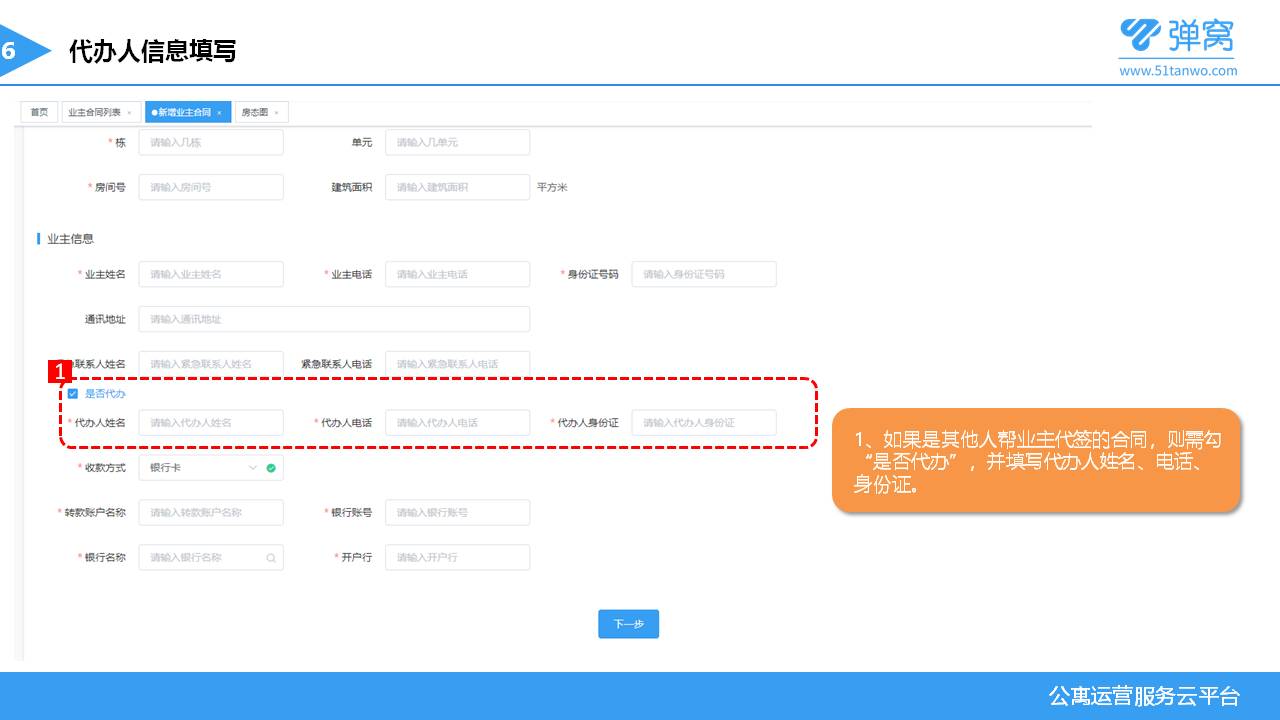 6
代办人信息填写
弹窝
www.51tanwo.com
首页 业主合同列表 × 新增业主合同 × 房态图 ×
* 栋 请输入几栋 单元 请输入几单元
* 房间号 请输入房间号 建筑面积 请输入建筑面积 平方米
业主信息
* 业主姓名 请输入业主姓名 * 业主电话 请输入业主电话 * 身份证号码 请输入身份证号码
通讯地址 请输入通讯地址
联系人姓名 请输入紧急联系人姓名 紧急联系人电话 请输入紧急联系人电话
1
是否代办
* 代办人姓名 请输入代办人姓名 * 代办人电话 请输入代办人电话 * 代办人身份证 请输入代办人身份证
* 收款方式 银行卡
* 转款账户名称 请输入转款账户名称 * 银行账号 请输入银行账号
* 银行名称 请输入银行名称 * 开户行 请输入开户行
下一步
1、如果是其他人帮业主代签的合同，则需勾
“是否代办”，并填写代办人姓名、电话、
身份证。
公寓运营服务云平台